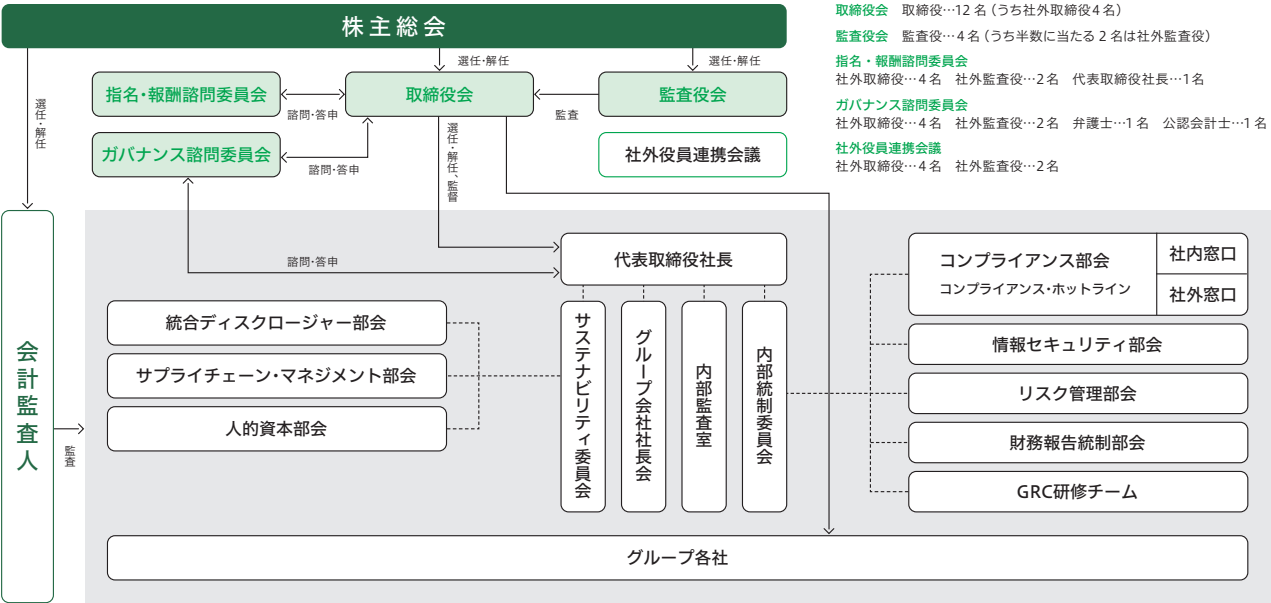 株主総会
取締役会 取締役…12名（うち社外取締役4名）
監査役会 監査役…4名（うち半数に当たる2名は社外監査役）
指名・報酬諮問委員会
社外取締役…4名 社外監査役…2名 代表取締役社長…1名
ガバナンス諮問委員会
社外取締役…4名 社外監査役…2名 弁護士…1名 公認会計士…1名
社外役員連携会議
社外取締役…4名 社外監査役…2名
選任・解任
選任・解任
選任・解任
指名・報酬諮問委員会
諮問・答申
取締役会
監査
監査役会
ガバナンス諮問委員会
諮問・答申
選任・解任、監督
社外役員連携会議
諮問・答申
代表取締役社長
コンプライアンス部会
コンプライアンス・ホットライン
社内窓口
社外窓口
統合ディスクロージャー部会
サプライチェーン・マネジメント部会
人的資本部会
サステナビリティ委員会
グループ会社社長会
内部監査室
内部統制委員会
情報セキュリティ部会
リスク管理部会
財務報告統制部会
GRC研修チーム
会計監査人
監査
グループ各社